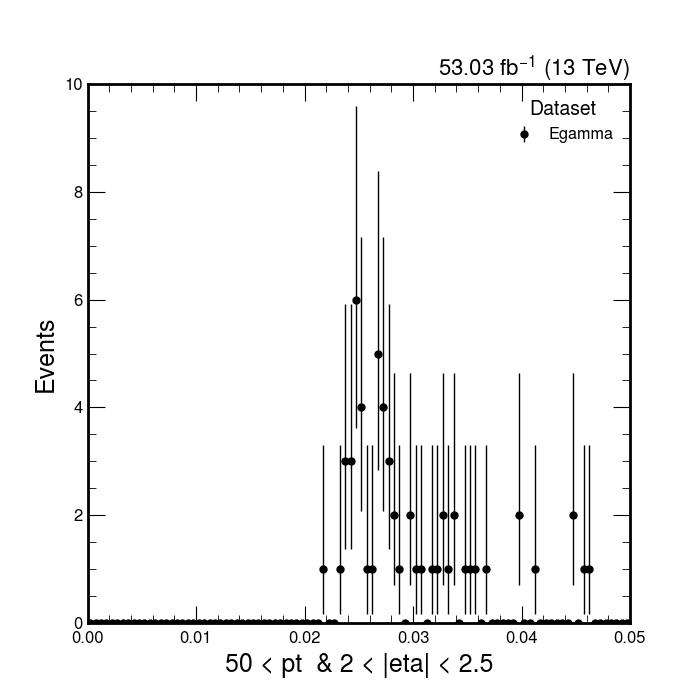 53.03 fb⁻¹ (13 TeV)
10
Dataset
Egamma
8
6
Events
4
2
0
0.00 0.01 0.02 0.03 0.04 0.05
50 < pt & 2 < |eta| < 2.5